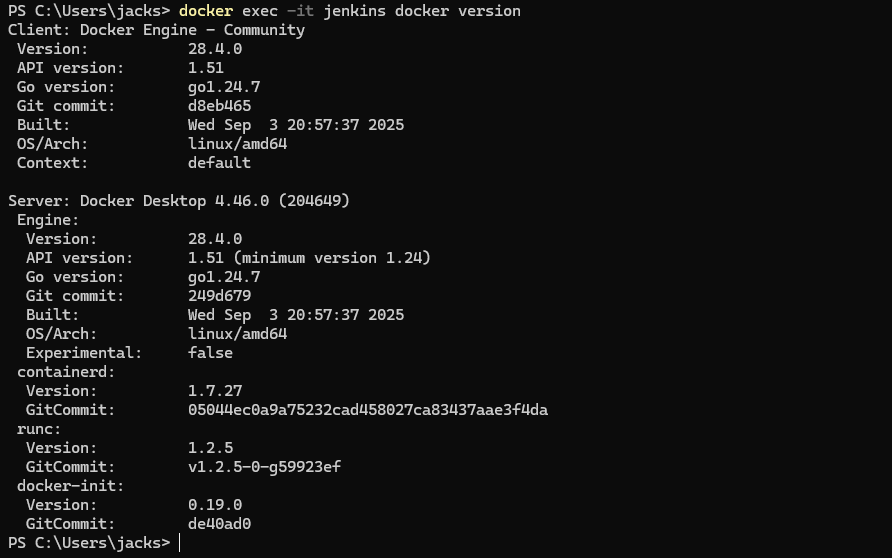 PS C:\Users\jacks> docker exec -it jenkins docker version
Client: Docker Engine - Community
 Version:           28.4.0
 API version:       1.51
 Go version:        go1.24.7
 Git commit:        d8eb465
 Built:             Wed Sep  3 20:57:37 2025
 OS/Arch:           linux/amd64
 Context:           default

Server: Docker Desktop 4.46.0 (204649)
 Engine:
  Version:          28.4.0
  API version:      1.51 (minimum version 1.24)
  Go version:       go1.24.7
  Git commit:       249d679
  Built:            Wed Sep  3 20:57:37 2025
  OS/Arch:          linux/amd64
  Experimental:     false
 containerd:
  Version:          1.7.27
  GitCommit:        05044ec0a9a75232cad458027ca83437aae3f4da
 runc:
  Version:          1.2.5
  GitCommit:        v1.2.5-0-g59923ef
 docker-init:
  Version:          0.19.0
  GitCommit:        de40ad0
PS C:\Users\jacks>